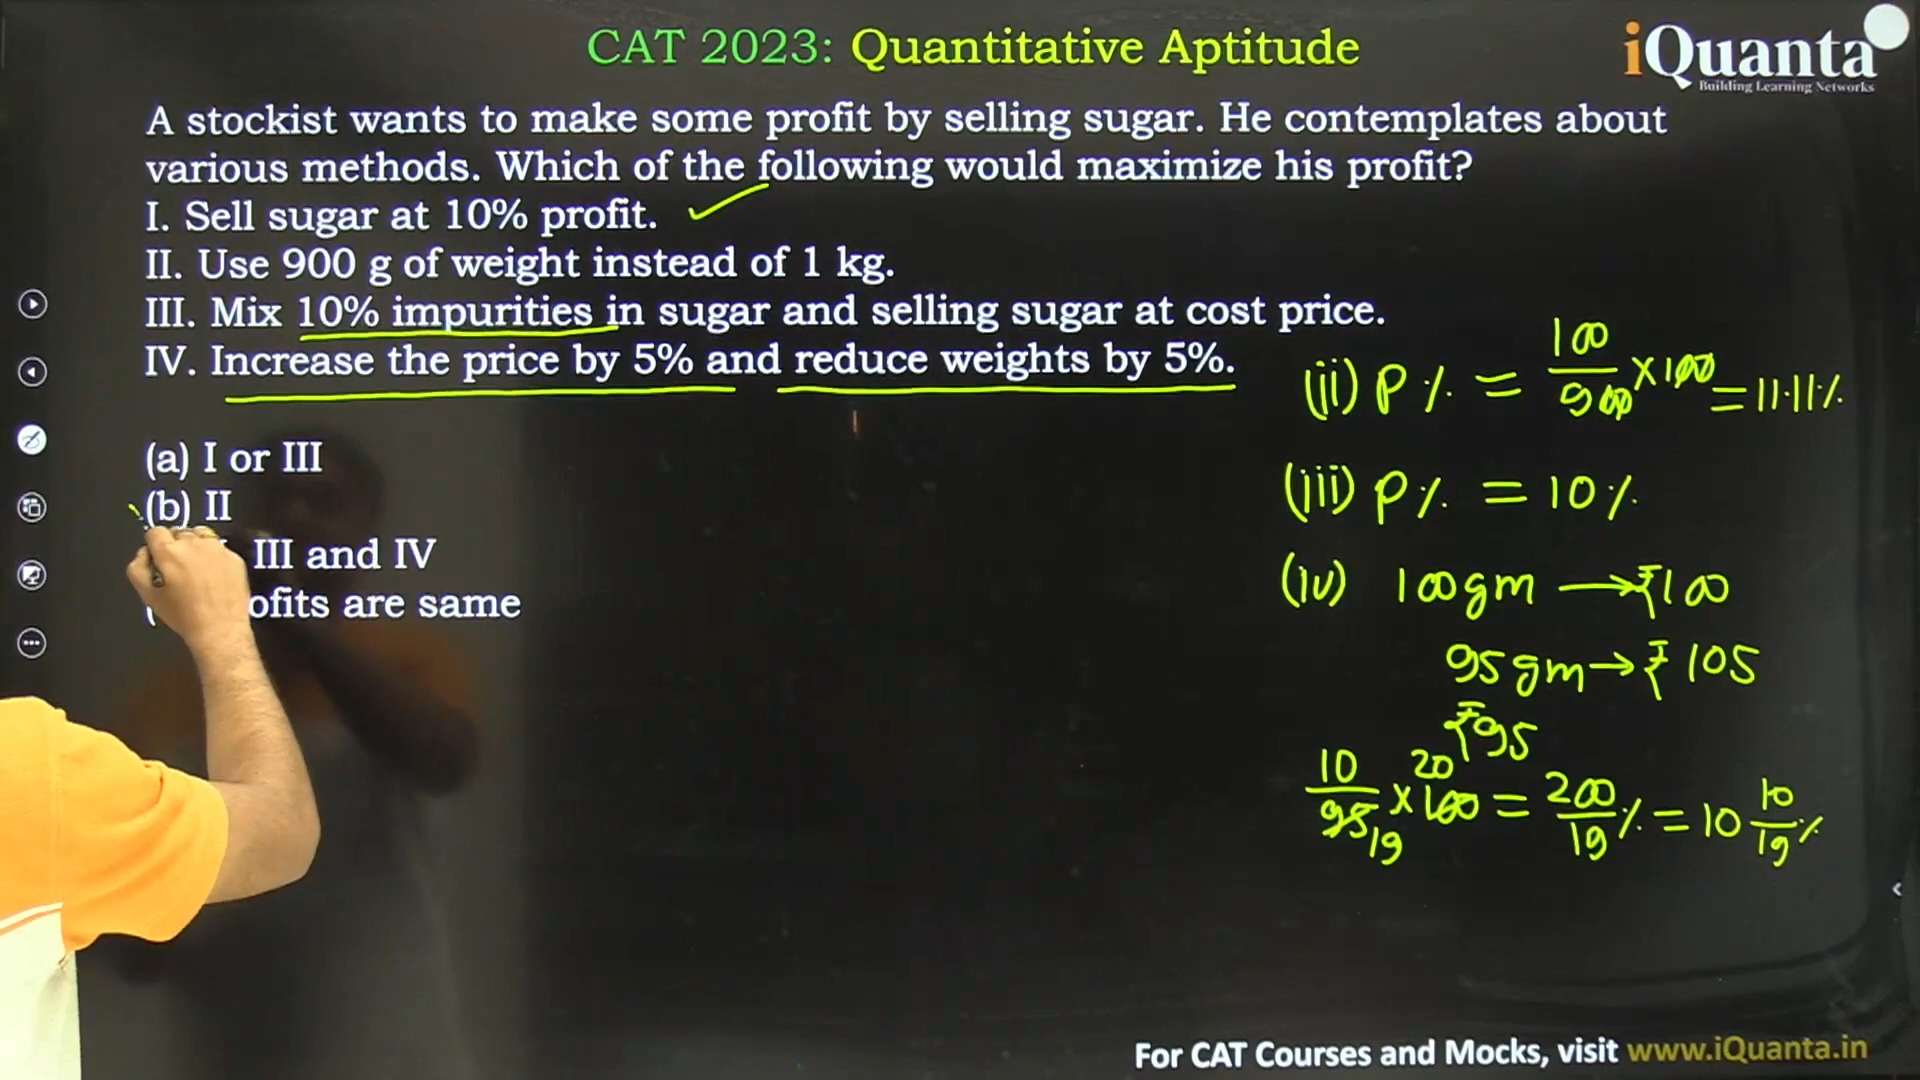 CAT 2023: Quantitative Aptitude
iQuanta
Building Learning Networks
A stockist wants to make some profit by selling sugar. He contemplates about
various methods. Which of the following would maximize his profit?
I. Sell sugar at 10% profit.
II. Use 900 g of weight instead of 1 kg.
III. Mix 10% impurities in sugar and selling sugar at cost price.
IV. Increase the price by 5% and reduce weights by 5%.
(a) I or III
(b) II
III and IV
ofits are same
(ii) P% = 100/900 × 100 = 11.11%
(iii) P% = 10%
(iv) 100gm → ₹100
95gm → ₹105
₹95
10/95 19 × 100 20 = 200/19 % = 10 10/19 %
For CAT Courses and Mocks, visit www.iQuanta.in